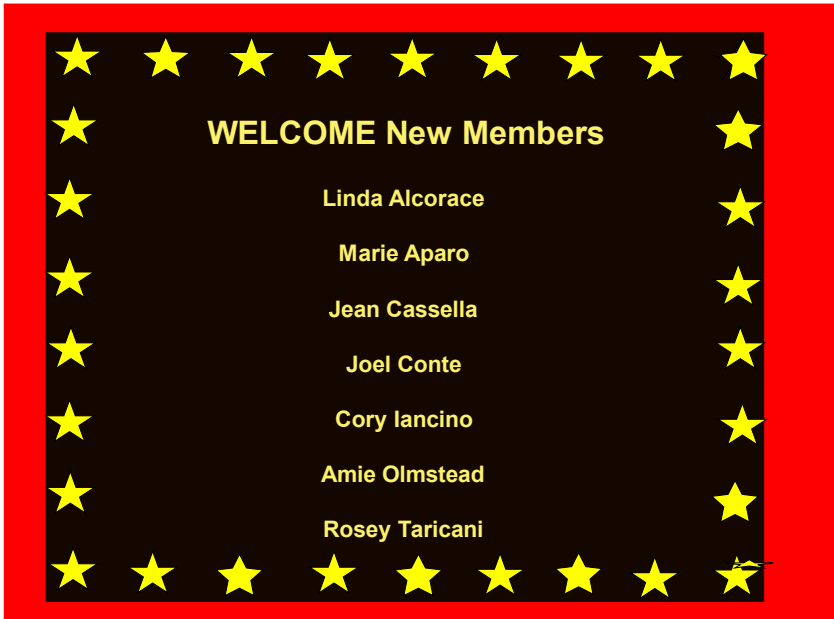 WELCOME New Members
Linda Alcorace
Marie Aparo
Jean Cassella
Joel Conte
Cory Iancino
Amie Olmstead
Rosey Taricani